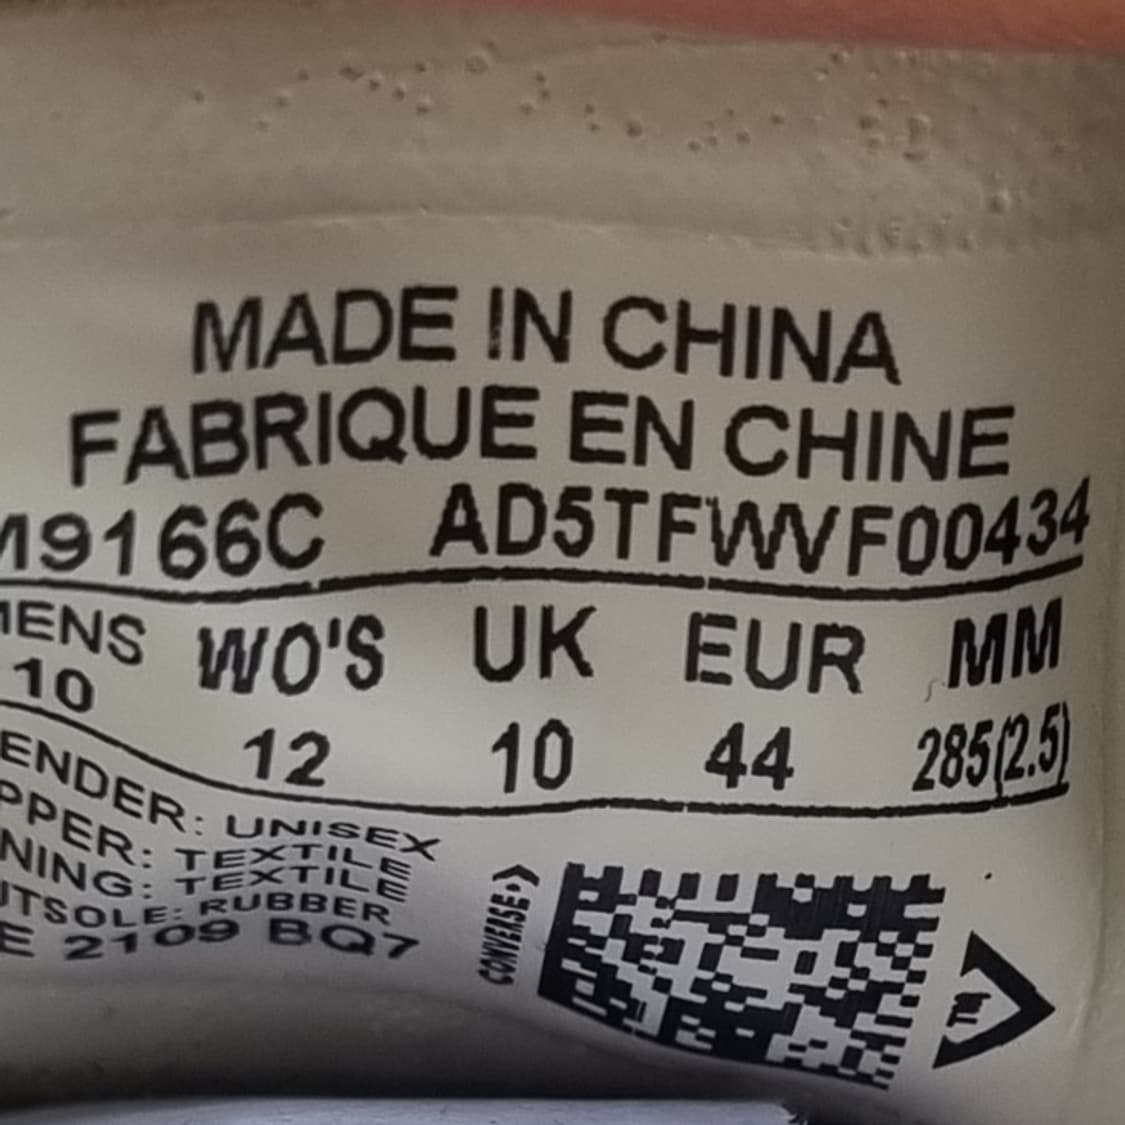 MADE IN CHINA
FABRIQUE EN CHINE
M9166C AD5TFWVF00434
MENS WO'S UK EUR MM
10 12 10 44 285(2.5)
ENDER: UNISEX
PPER: TEXTILE
NING: TEXTILE
UTSOLE: RUBBER
E 2109 BQ7
CONVERSE